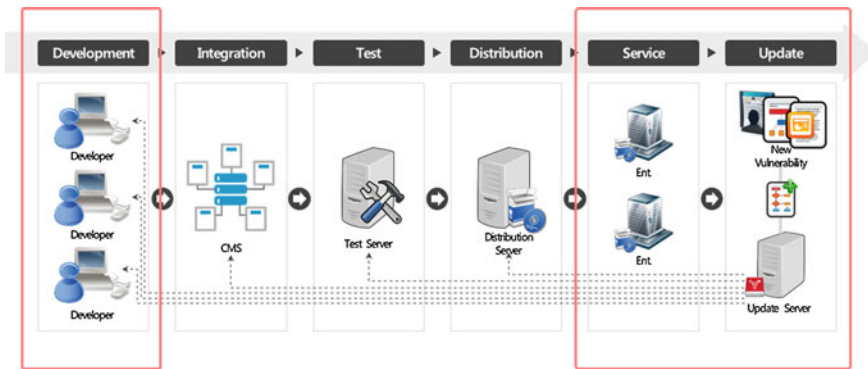 Development
Integration
Test
Distribution
Service
Update
Developer
Developer
Developer
CMS
Test Server
Distribution
Server
Ent.
Ent.
New
Vulnerability
Update Server